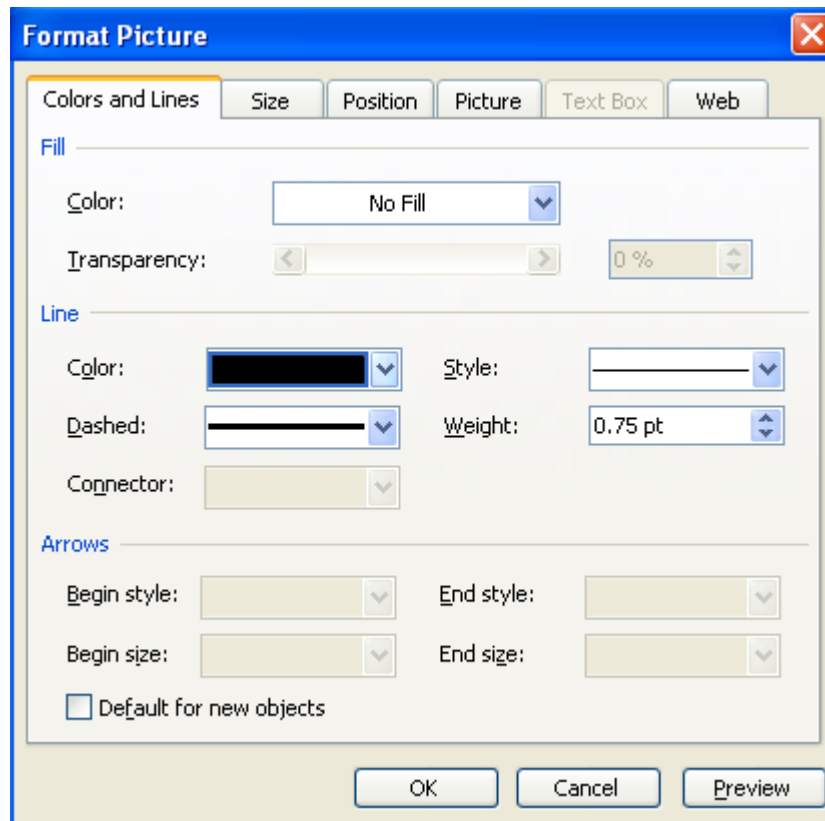 Format Picture
Colors and Lines Size Position Picture Text Box Web
Fill
Color: No Fill
Transparency: 0 %
Line
Color: Style:
Dashed: Weight: 0.75 pt
Connector:
Arrows
Begin style: End style:
Begin size: End size:
Default for new objects
OK Cancel Preview